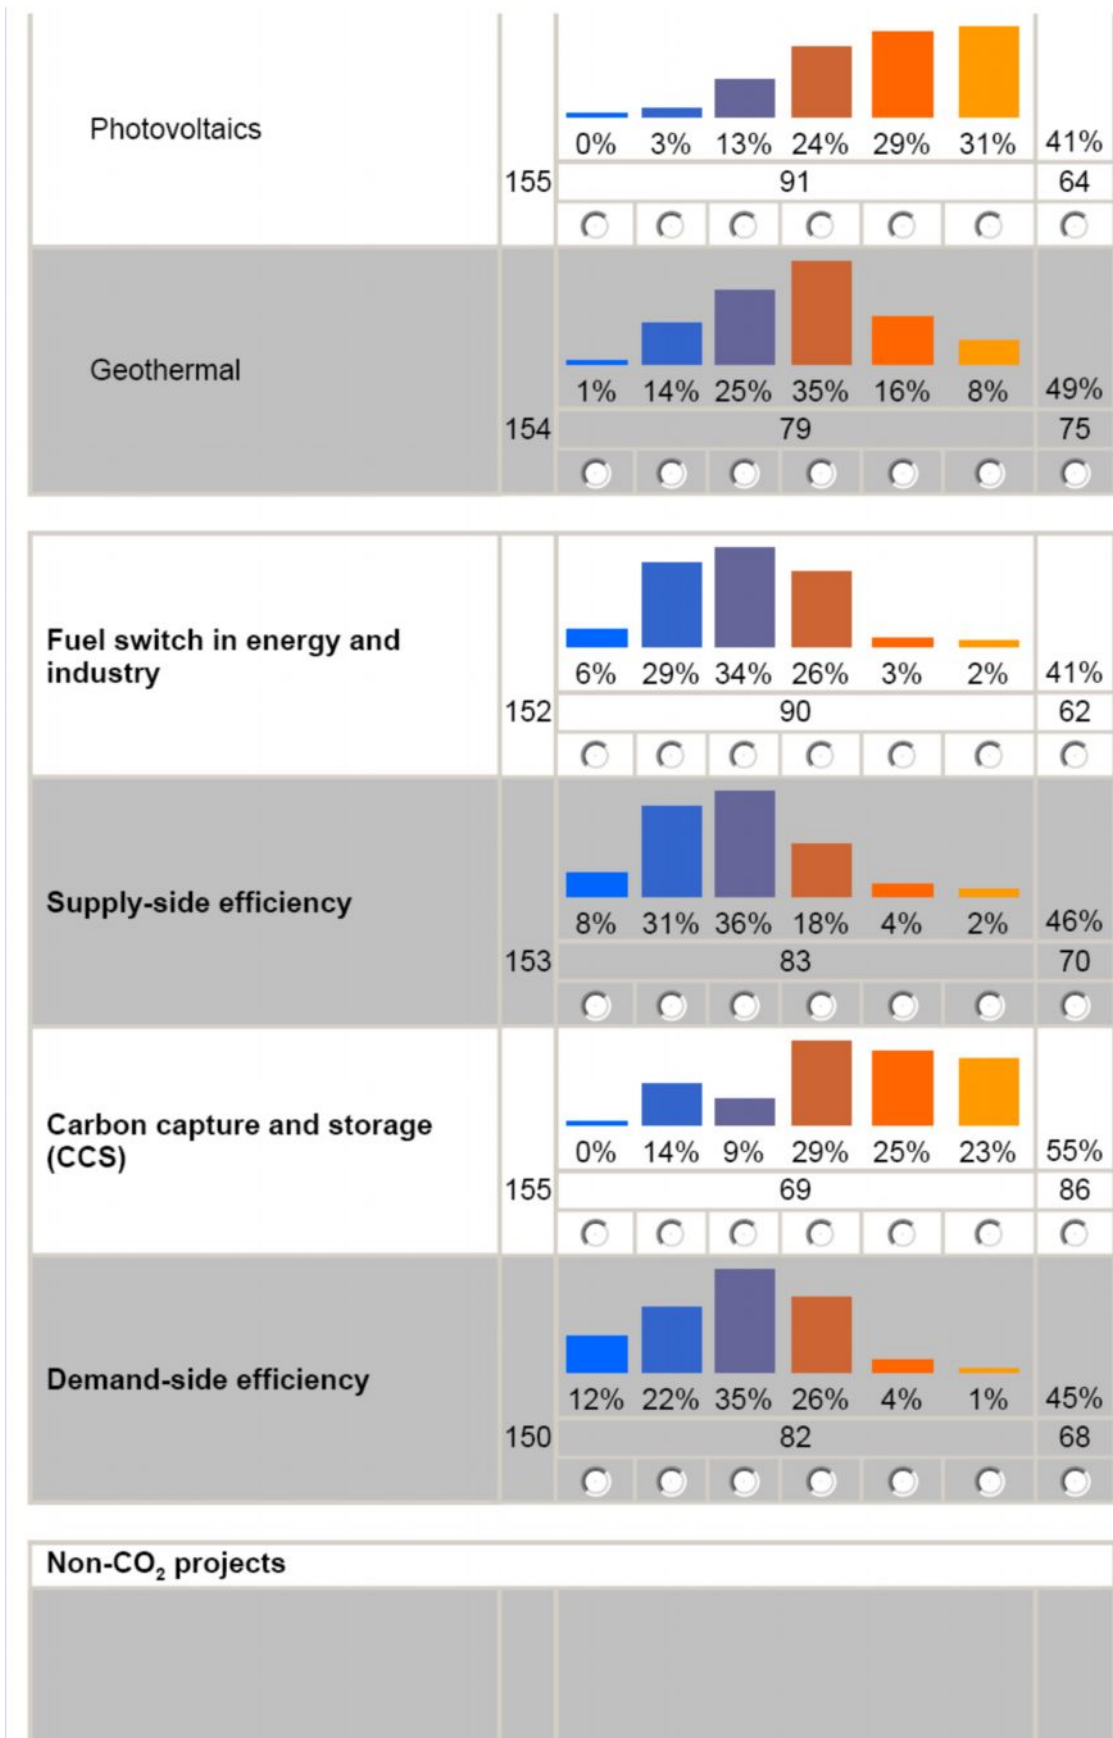 Photovoltaics
0% 3% 13% 24% 29% 31% 41%
155 91 64
Geothermal
1% 14% 25% 35% 16% 8% 49%
154 79 75
Fuel switch in energy and
industry
6% 29% 34% 26% 3% 2% 41%
152 90 62
Supply-side efficiency
8% 31% 36% 18% 4% 2% 46%
153 83 70
Carbon capture and storage
(CCS)
0% 14% 9% 29% 25% 23% 55%
155 69 86
Demand-side efficiency
12% 22% 35% 26% 4% 1% 45%
150 82 68
Non-CO₂ projects